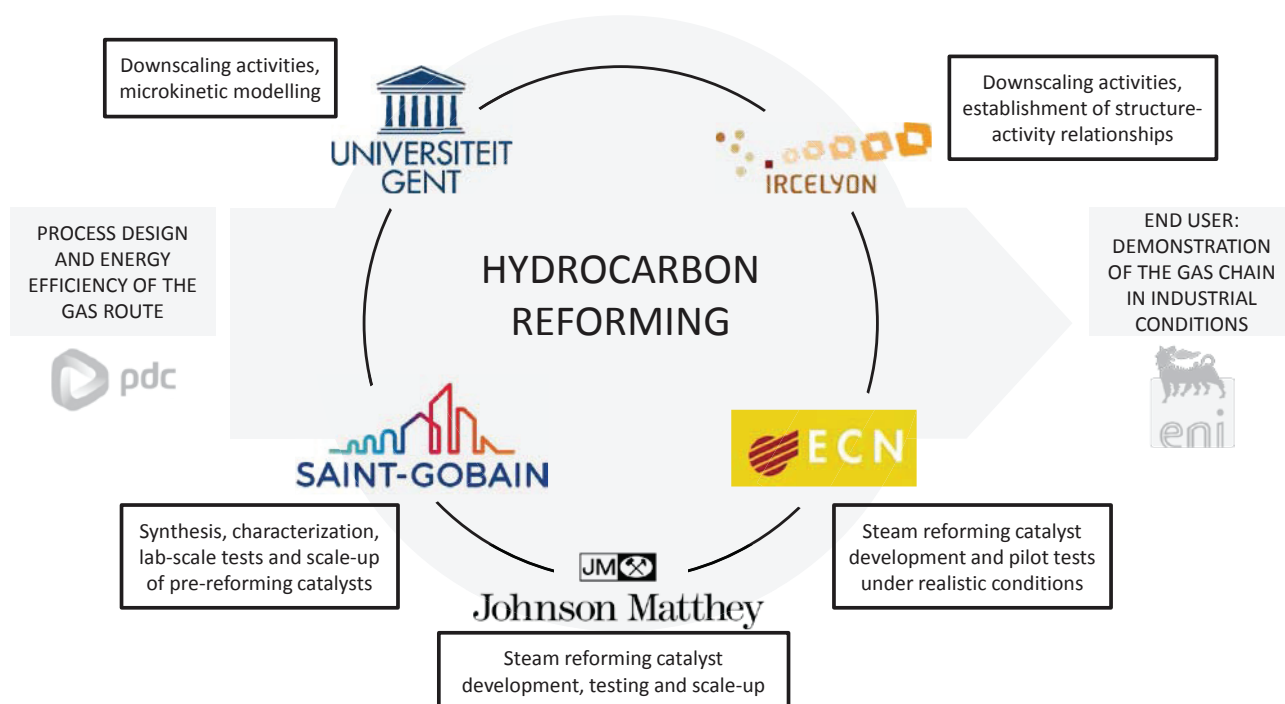 Downscaling activities,
microkinetic modelling
UNIVERSITEIT
GENT
Downscaling activities,
establishment of structure-
activity relationships
IRCELYON
PROCESS DESIGN
AND ENERGY
EFFICIENCY OF THE
GAS ROUTE
pdc
HYDROCARBON
REFORMING
END USER:
DEMONSTRATION
OF THE GAS CHAIN
IN INDUSTRIAL
CONDITIONS
eni
SAINT-GOBAIN
ECN
Synthesis, characterization,
lab-scale tests and scale-up
of pre-reforming catalysts
JM
Johnson Matthey
Steam reforming catalyst
development and pilot tests
under realistic conditions
Steam reforming catalyst
development, testing and scale-up